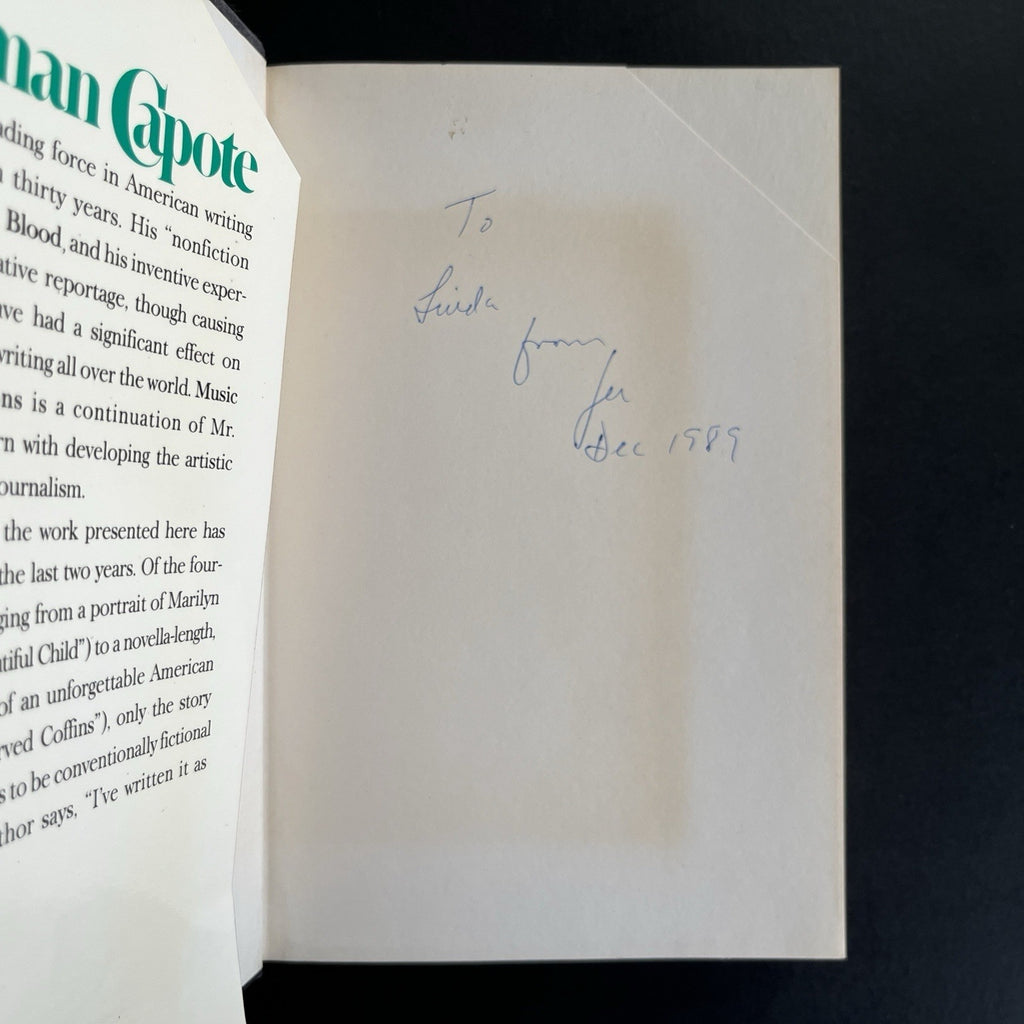 man Capote
ding force in American writing
thirty years. His “nonfiction
Blood, and his inventive exper-
ative reportage, though causing
ve had a significant effect on
writing all over the world. Music
ns is a continuation of Mr.
rn with developing the artistic
ournalism.
the work presented here has
the last two years. Of the four-
ging from a portrait of Marilyn
tiful Child”) to a novella-length,
of an unforgettable American
rved Coffins”), only the story
s to be conventionally fictional
thor says, “I've written it as
To
Linda
from
Dec 1989